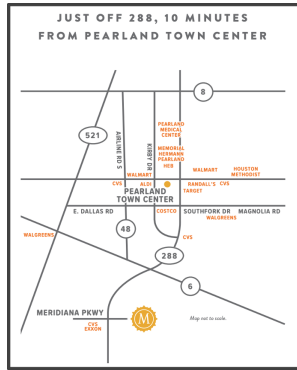 JUST OFF 288, 10 MINUTES
FROM PEARLAND TOWN CENTER
8
521
AIRLINE RD S
KIRBY DR
PEARLAND
MEDICAL
CENTER
MEMORIAL
HERMANN
PEARLAND
HEB
WALMART
WALMART
HOUSTON
METHODIST
CVS
ALDI
RANDALL'S
CVS
TARGET
PEARLAND
TOWN CENTER
E. DALLAS RD
COSTCO
SOUTHFORK DR
MAGNOLIA RD
WALGREENS
WALGREENS
48
CVS
288
6
MERIDIANA PKWY
CVS
EXXON
M
Map not to scale.